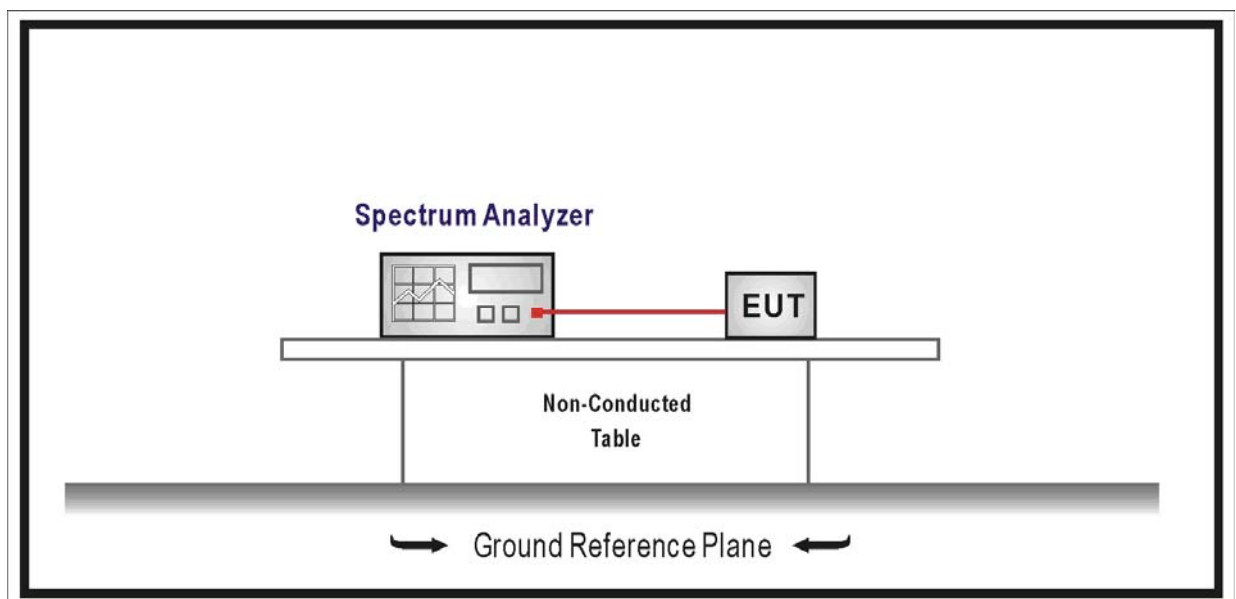 Spectrum Analyzer
EUT
Non-Conducted
Table
Ground Reference Plane